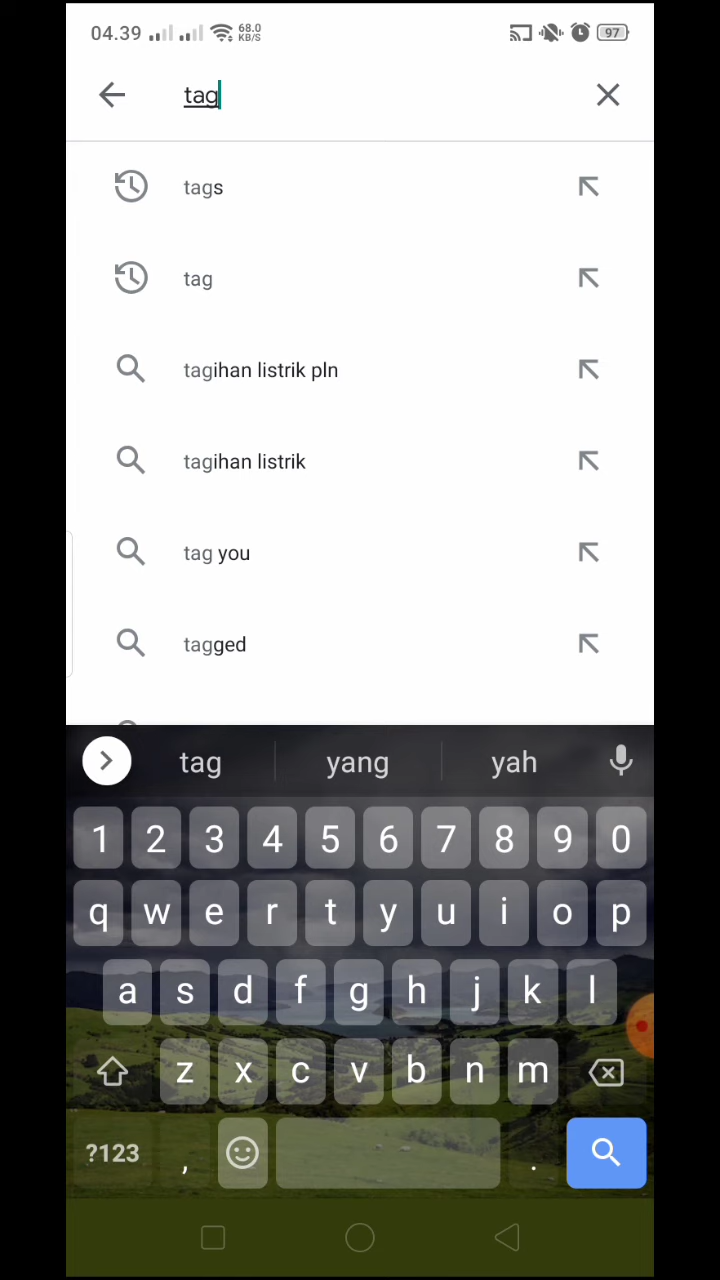 04.39 68.0 KB/S 97
tag
tags
tag
tagihan listrik pln
tagihan listrik
tag you
tagged
tag yang yah
1 2 3 4 5 6 7 8 9 0
q w e r t y u i o p
a s d f g h j k l
z x c v b n m
?123 , .